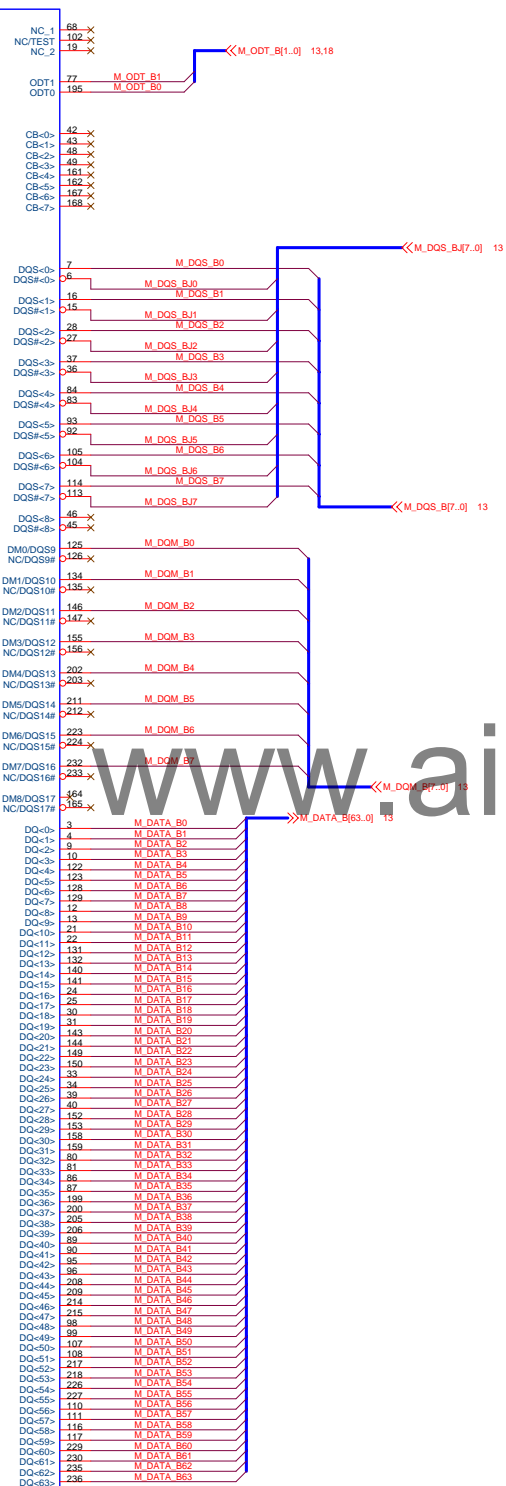 NC_1 68
NC/TEST 102
NC_2 19
M_ODT_B[1..0] 13,18
ODT1 77 M_ODT_B1
ODT0 195 M_ODT_B0
CB<0> 42
CB<1> 43
CB<2> 48
CB<3> 49
CB<4> 161
CB<5> 162
CB<6> 167
CB<7> 168
M_DQS_BJ[7..0] 13
DQS<0> 7 M_DQS_B0
DQS#<0> 6 M_DQS_BJ0
DQS<1> 16 M_DQS_B1
DQS#<1> 15 M_DQS_BJ1
DQS<2> 28 M_DQS_B2
DQS#<2> 27 M_DQS_BJ2
DQS<3> 37 M_DQS_B3
DQS#<3> 36 M_DQS_BJ3
DQS<4> 84 M_DQS_B4
DQS#<4> 83 M_DQS_BJ4
DQS<5> 93 M_DQS_B5
DQS#<5> 92 M_DQS_BJ5
DQS<6> 105 M_DQS_B6
DQS#<6> 104 M_DQS_BJ6
DQS<7> 114 M_DQS_B7
DQS#<7> 113 M_DQS_BJ7
M_DQS_B[7..0] 13
DQS<8> 46
DQS#<8> 45
DM0/DQS9 125 M_DQM_B0
NC/DQS9# 126
DM1/DQS10 134 M_DQM_B1
NC/DQS10# 135
DM2/DQS11 146 M_DQM_B2
NC/DQS11# 147
DM3/DQS12 155 M_DQM_B3
NC/DQS12# 156
DM4/DQS13 202 M_DQM_B4
NC/DQS13# 203
DM5/DQS14 211 M_DQM_B5
NC/DQS14# 212
DM6/DQS15 223 M_DQM_B6
NC/DQS15# 224
DM7/DQS16 232 M_DQM_B7
NC/DQS16# 233
www.ai
M_DQM_B[7..0] 13
DM8/DQS17 164
NC/DQS17# 165
M_DATA_B[63..0] 13
DQ<0> 3 M_DATA_B0
DQ<1> 4 M_DATA_B1
DQ<2> 9 M_DATA_B2
DQ<3> 10 M_DATA_B3
DQ<4> 122 M_DATA_B4
DQ<5> 123 M_DATA_B5
DQ<6> 128 M_DATA_B6
DQ<7> 129 M_DATA_B7
DQ<8> 12 M_DATA_B8
DQ<9> 13 M_DATA_B9
DQ<10> 21 M_DATA_B10
DQ<11> 22 M_DATA_B11
DQ<12> 131 M_DATA_B12
DQ<13> 132 M_DATA_B13
DQ<14> 140 M_DATA_B14
DQ<15> 141 M_DATA_B15
DQ<16> 24 M_DATA_B16
DQ<17> 25 M_DATA_B17
DQ<18> 30 M_DATA_B18
DQ<19> 31 M_DATA_B19
DQ<20> 143 M_DATA_B20
DQ<21> 144 M_DATA_B21
DQ<22> 149 M_DATA_B22
DQ<23> 150 M_DATA_B23
DQ<24> 33 M_DATA_B24
DQ<25> 34 M_DATA_B25
DQ<26> 39 M_DATA_B26
DQ<27> 40 M_DATA_B27
DQ<28> 152 M_DATA_B28
DQ<29> 153 M_DATA_B29
DQ<30> 158 M_DATA_B30
DQ<31> 159 M_DATA_B31
DQ<32> 80 M_DATA_B32
DQ<33> 81 M_DATA_B33
DQ<34> 86 M_DATA_B34
DQ<35> 87 M_DATA_B35
DQ<36> 199 M_DATA_B36
DQ<37> 200 M_DATA_B37
DQ<38> 205 M_DATA_B38
DQ<39> 206 M_DATA_B39
DQ<40> 89 M_DATA_B40
DQ<41> 90 M_DATA_B41
DQ<42> 95 M_DATA_B42
DQ<43> 96 M_DATA_B43
DQ<44> 208 M_DATA_B44
DQ<45> 209 M_DATA_B45
DQ<46> 214 M_DATA_B46
DQ<47> 215 M_DATA_B47
DQ<48> 98 M_DATA_B48
DQ<49> 99 M_DATA_B49
DQ<50> 107 M_DATA_B50
DQ<51> 108 M_DATA_B51
DQ<52> 217 M_DATA_B52
DQ<53> 218 M_DATA_B53
DQ<54> 226 M_DATA_B54
DQ<55> 227 M_DATA_B55
DQ<56> 110 M_DATA_B56
DQ<57> 111 M_DATA_B57
DQ<58> 116 M_DATA_B58
DQ<59> 117 M_DATA_B59
DQ<60> 229 M_DATA_B60
DQ<61> 230 M_DATA_B61
DQ<62> 235 M_DATA_B62
DQ<63> 236 M_DATA_B63